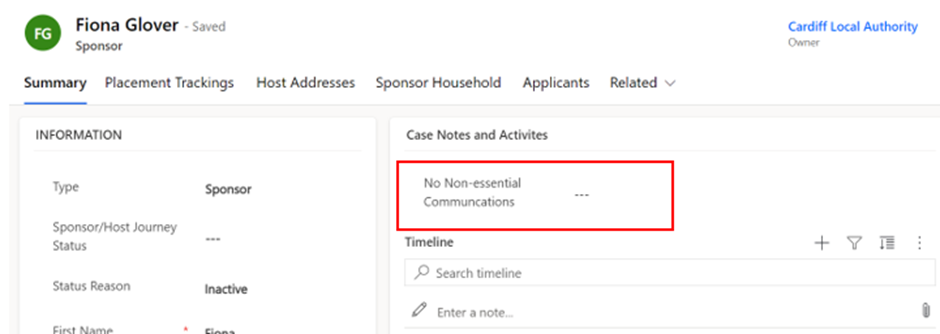 FG
Fiona Glover - Saved
Sponsor
Cardiff Local Authority
Owner
Summary Placement Trackings Host Addresses Sponsor Household Applicants Related
INFORMATION
Type Sponsor
Sponsor/Host Journey
Status ---
Status Reason Inactive
First Name * Fiona
Case Notes and Activites
No Non-essential
Communcations ---
Timeline
Search timeline
Enter a note...